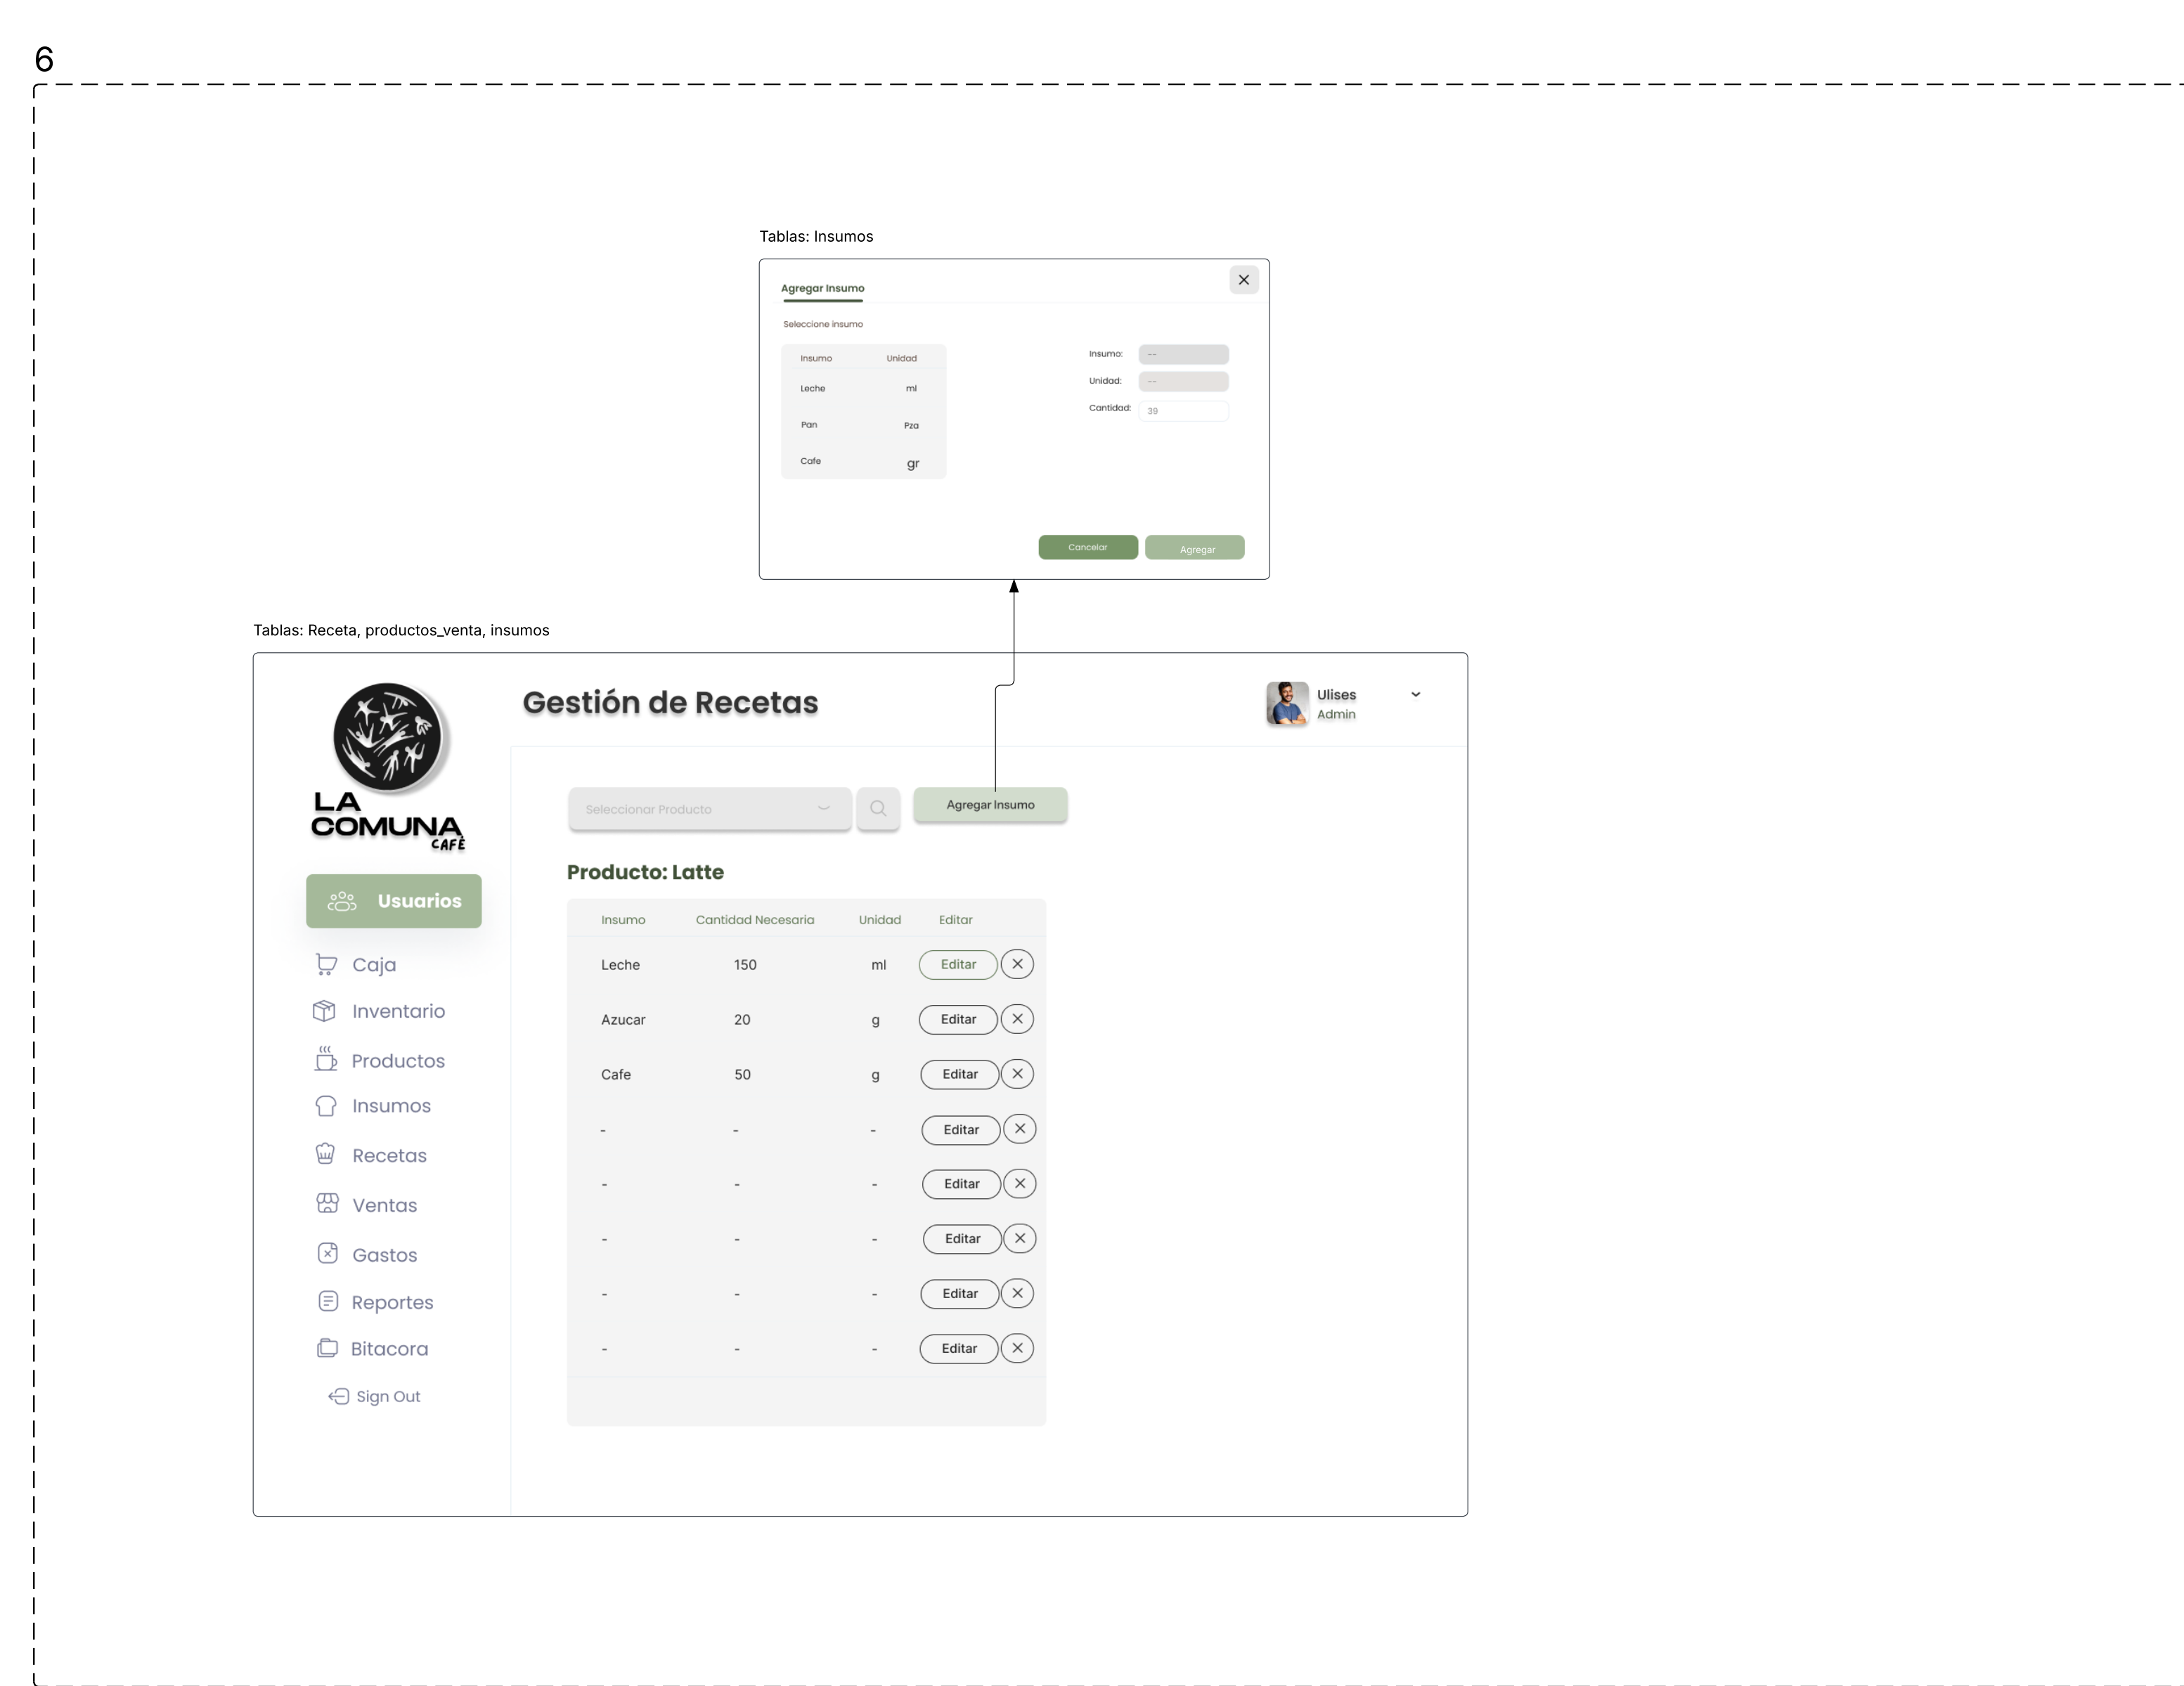 6
Tablas: Insumos
Agregar Insumo
Seleccione insumo
Insumo Unidad
Leche ml
Pan Pza
Cafe gr
Insumo: --
Unidad: --
Cantidad: 39
Cancelar Agregar
Tablas: Receta, productos_venta, insumos
LA
COMUNA
CAFÉ
Gestión de Recetas
Ulises
Admin
Usuarios
Caja
Inventario
Productos
Insumos
Recetas
Ventas
Gastos
Reportes
Bitacora
Sign Out
Seleccionar Producto
Agregar Insumo
Producto: Latte
Insumo Cantidad Necesaria Unidad Editar
Leche 150 ml Editar
Azucar 20 g Editar
Cafe 50 g Editar
- - - Editar
- - - Editar
- - - Editar
- - - Editar
- - - Editar